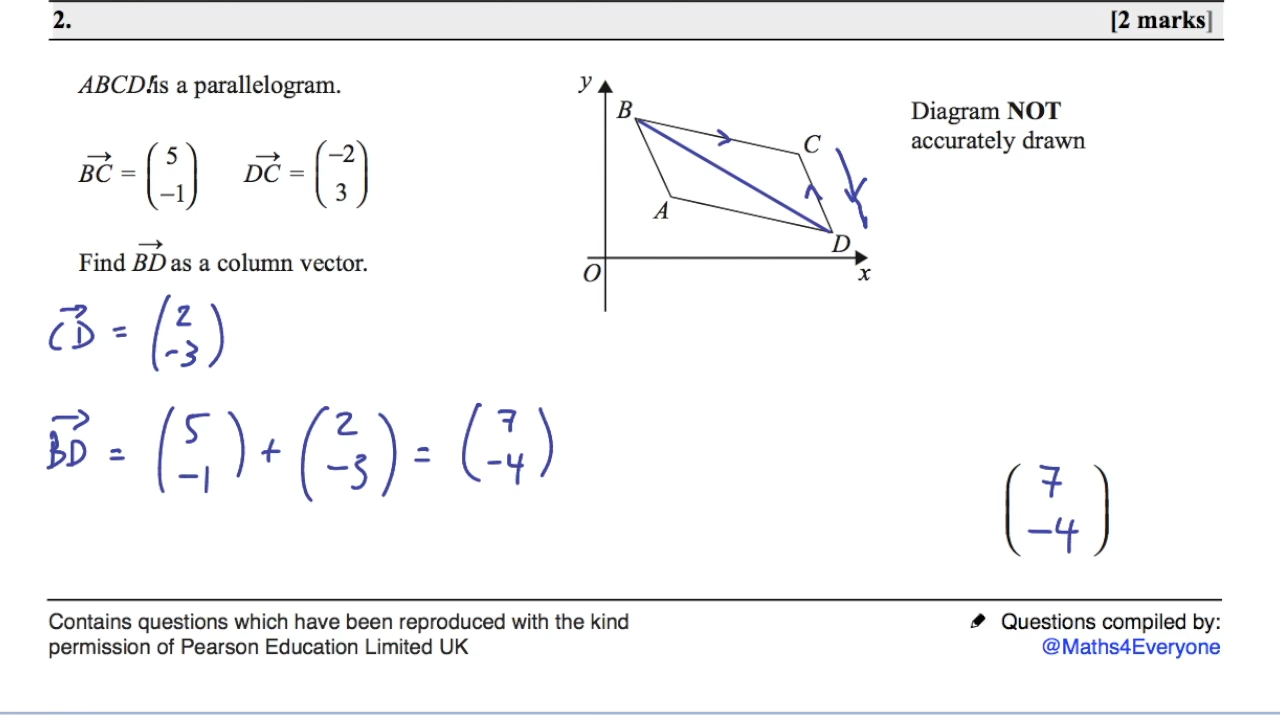 2. [2 marks]
ABCD is a parallelogram.
Diagram NOT
accurately drawn
BC→ = (5 / –1) DC→ = (–2 / 3)
Find BD→ as a column vector.
y
B
C
A
D
O
x
CD→ = (2 / -3)
BD→ = (5 / -1) + (2 / -3) = (7 / -4)
(7 / -4)
Contains questions which have been reproduced with the kind
permission of Pearson Education Limited UK
Questions compiled by:
@Maths4Everyone